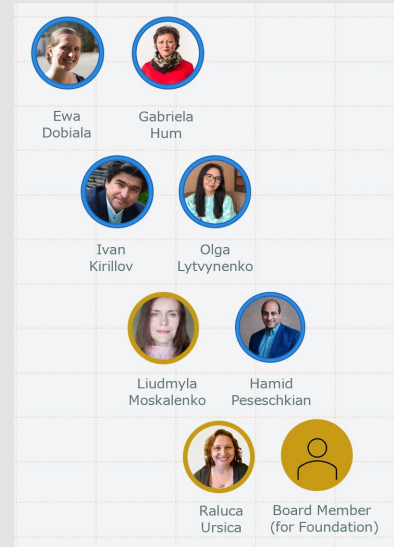 Ewa
Dobiala
Gabriela
Hum
Ivan
Kirillov
Olga
Lytvynenko
Liudmyla
Moskalenko
Hamid
Peseschkian
Raluca
Ursica
Board Member
(for Foundation)